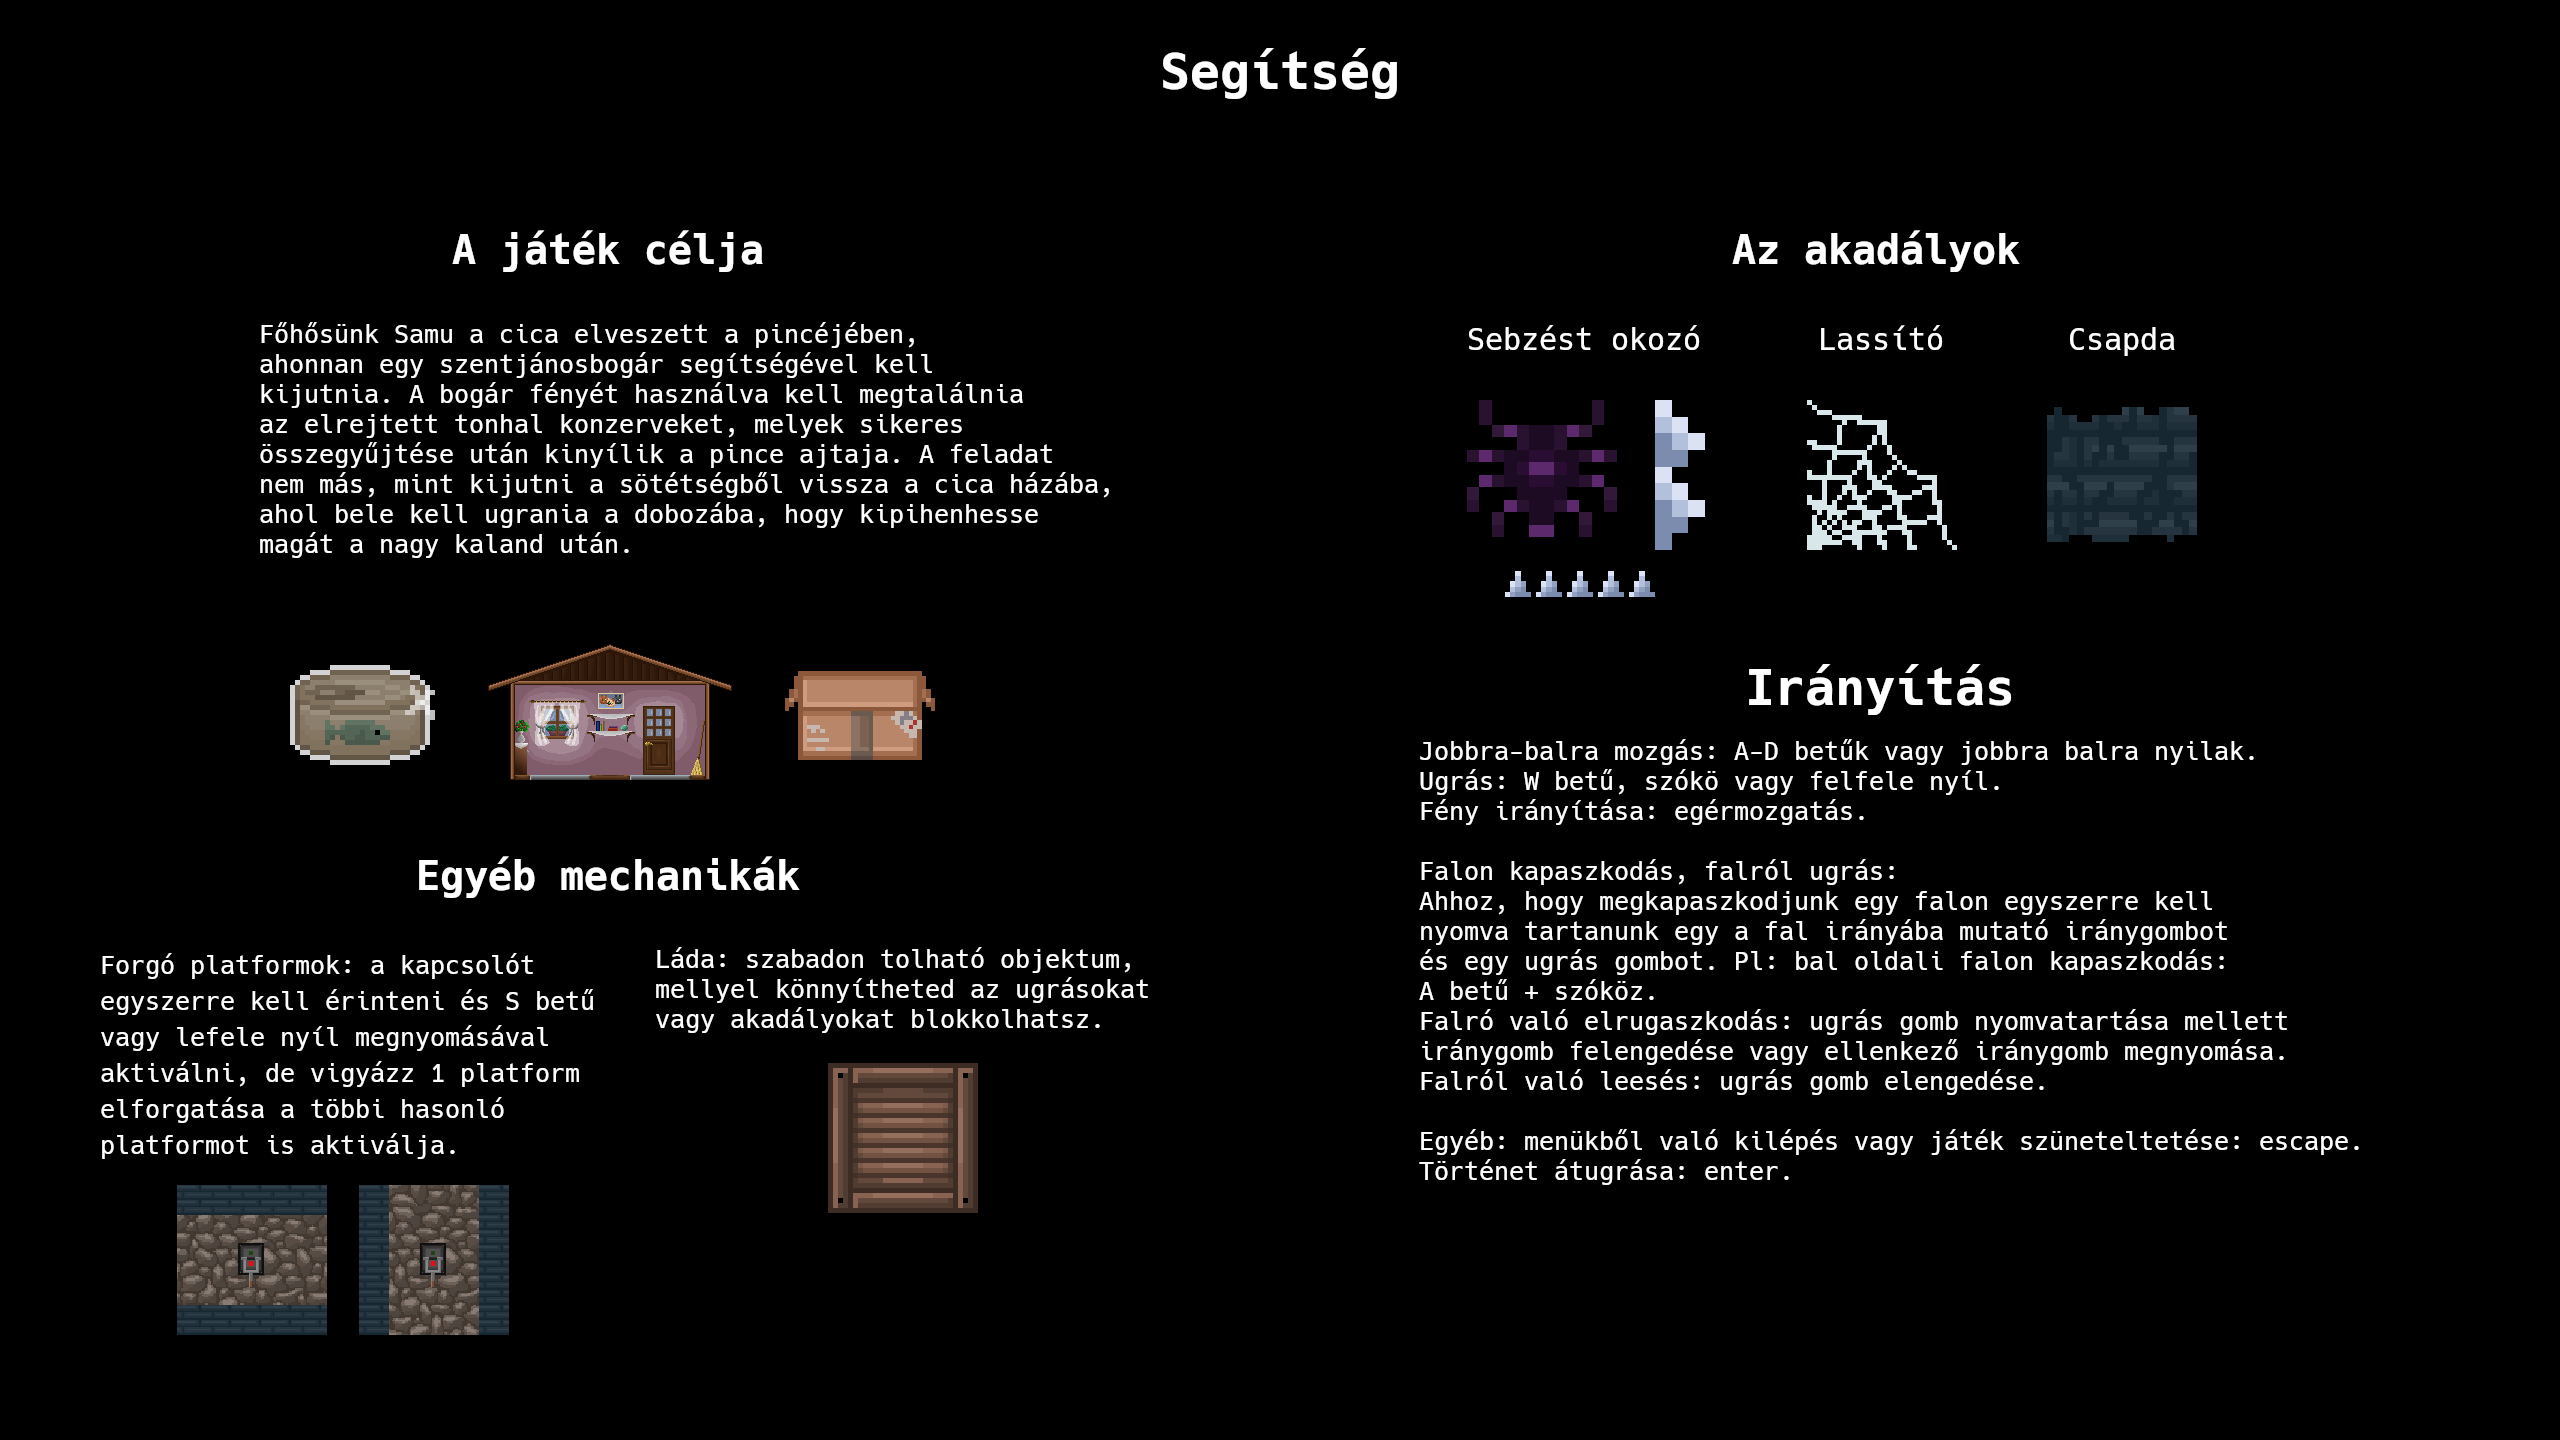 Segítség
A játék célja
Főhősünk Samu a cica elveszett a pincéjében,
ahonnan egy szentjánosbogár segítségével kell
kijutnia. A bogár fényét használva kell megtalálnia
az elrejtett tonhal konzerveket, melyek sikeres
összegyűjtése után kinyílik a pince ajtaja. A feladat
nem más, mint kijutni a sötétségből vissza a cica házába,
ahol bele kell ugrania a dobozába, hogy kipihenhesse
magát a nagy kaland után.
Egyéb mechanikák
Forgó platformok: a kapcsolót
egyszerre kell érinteni és S betű
vagy lefele nyíl megnyomásával
aktiválni, de vigyázz 1 platform
elforgatása a többi hasonló
platformot is aktiválja.
Láda: szabadon tolható objektum,
mellyel könnyítheted az ugrásokat
vagy akadályokat blokkolhatsz.
Az akadályok
Sebzést okozó
Lassító
Csapda
Irányítás
Jobbra-balra mozgás: A-D betűk vagy jobbra balra nyilak.
Ugrás: W betű, szókö vagy felfele nyíl.
Fény irányítása: egérmozgatás.
Falon kapaszkodás, falról ugrás:
Ahhoz, hogy megkapaszkodjunk egy falon egyszerre kell
nyomva tartanunk egy a fal irányába mutató iránygombot
és egy ugrás gombot. Pl: bal oldali falon kapaszkodás:
A betű + szóköz.
Falró való elrugaszkodás: ugrás gomb nyomvatartása mellett
iránygomb felengedése vagy ellenkező iránygomb megnyomása.
Falról való leesés: ugrás gomb elengedése.
Egyéb: menükből való kilépés vagy játék szüneteltetése: escape.
Történet átugrása: enter.